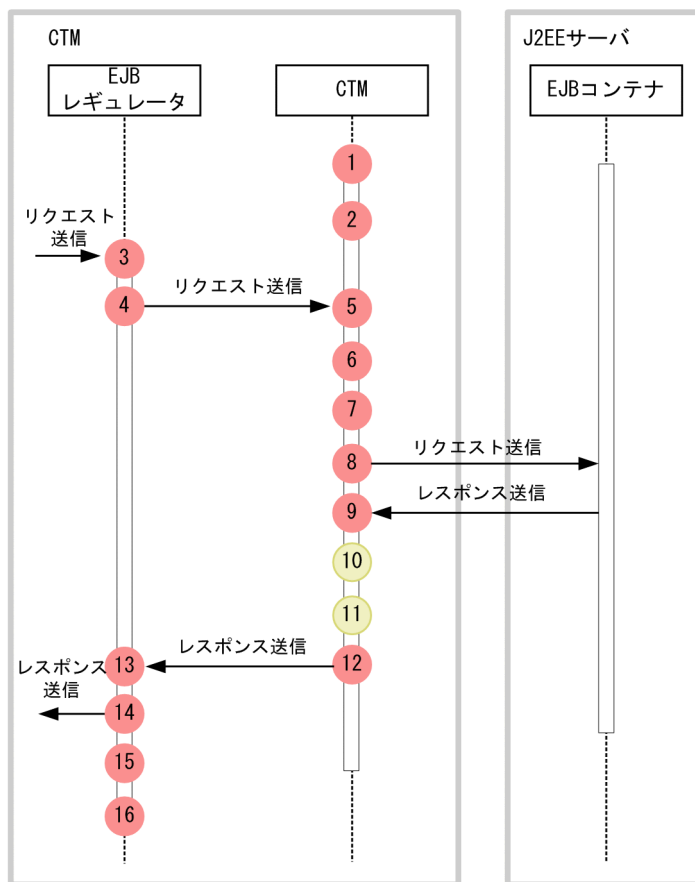 CTM
J2EEサーバ
EJB
レギュレータ
CTM
EJBコンテナ
1
2
リクエスト
送信
3
4
リクエスト送信
5
6
7
8
リクエスト送信
9
レスポンス送信
10
11
12
レスポンス送信
13
レスポンス
送信
14
15
16